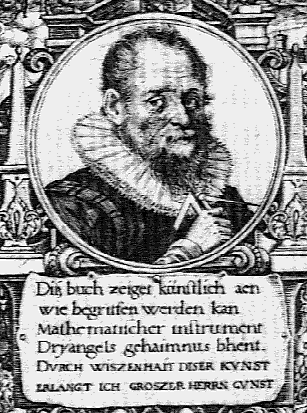 Diß buch zeiget künstlich aen
wie begriffen werden kan
Mathematischer instrument
Dryangels gehaimnus bhent.
DVRCH WISZENHAIT DISER KVNST
ERLANGT ICH GROSZER HERRN GVNST